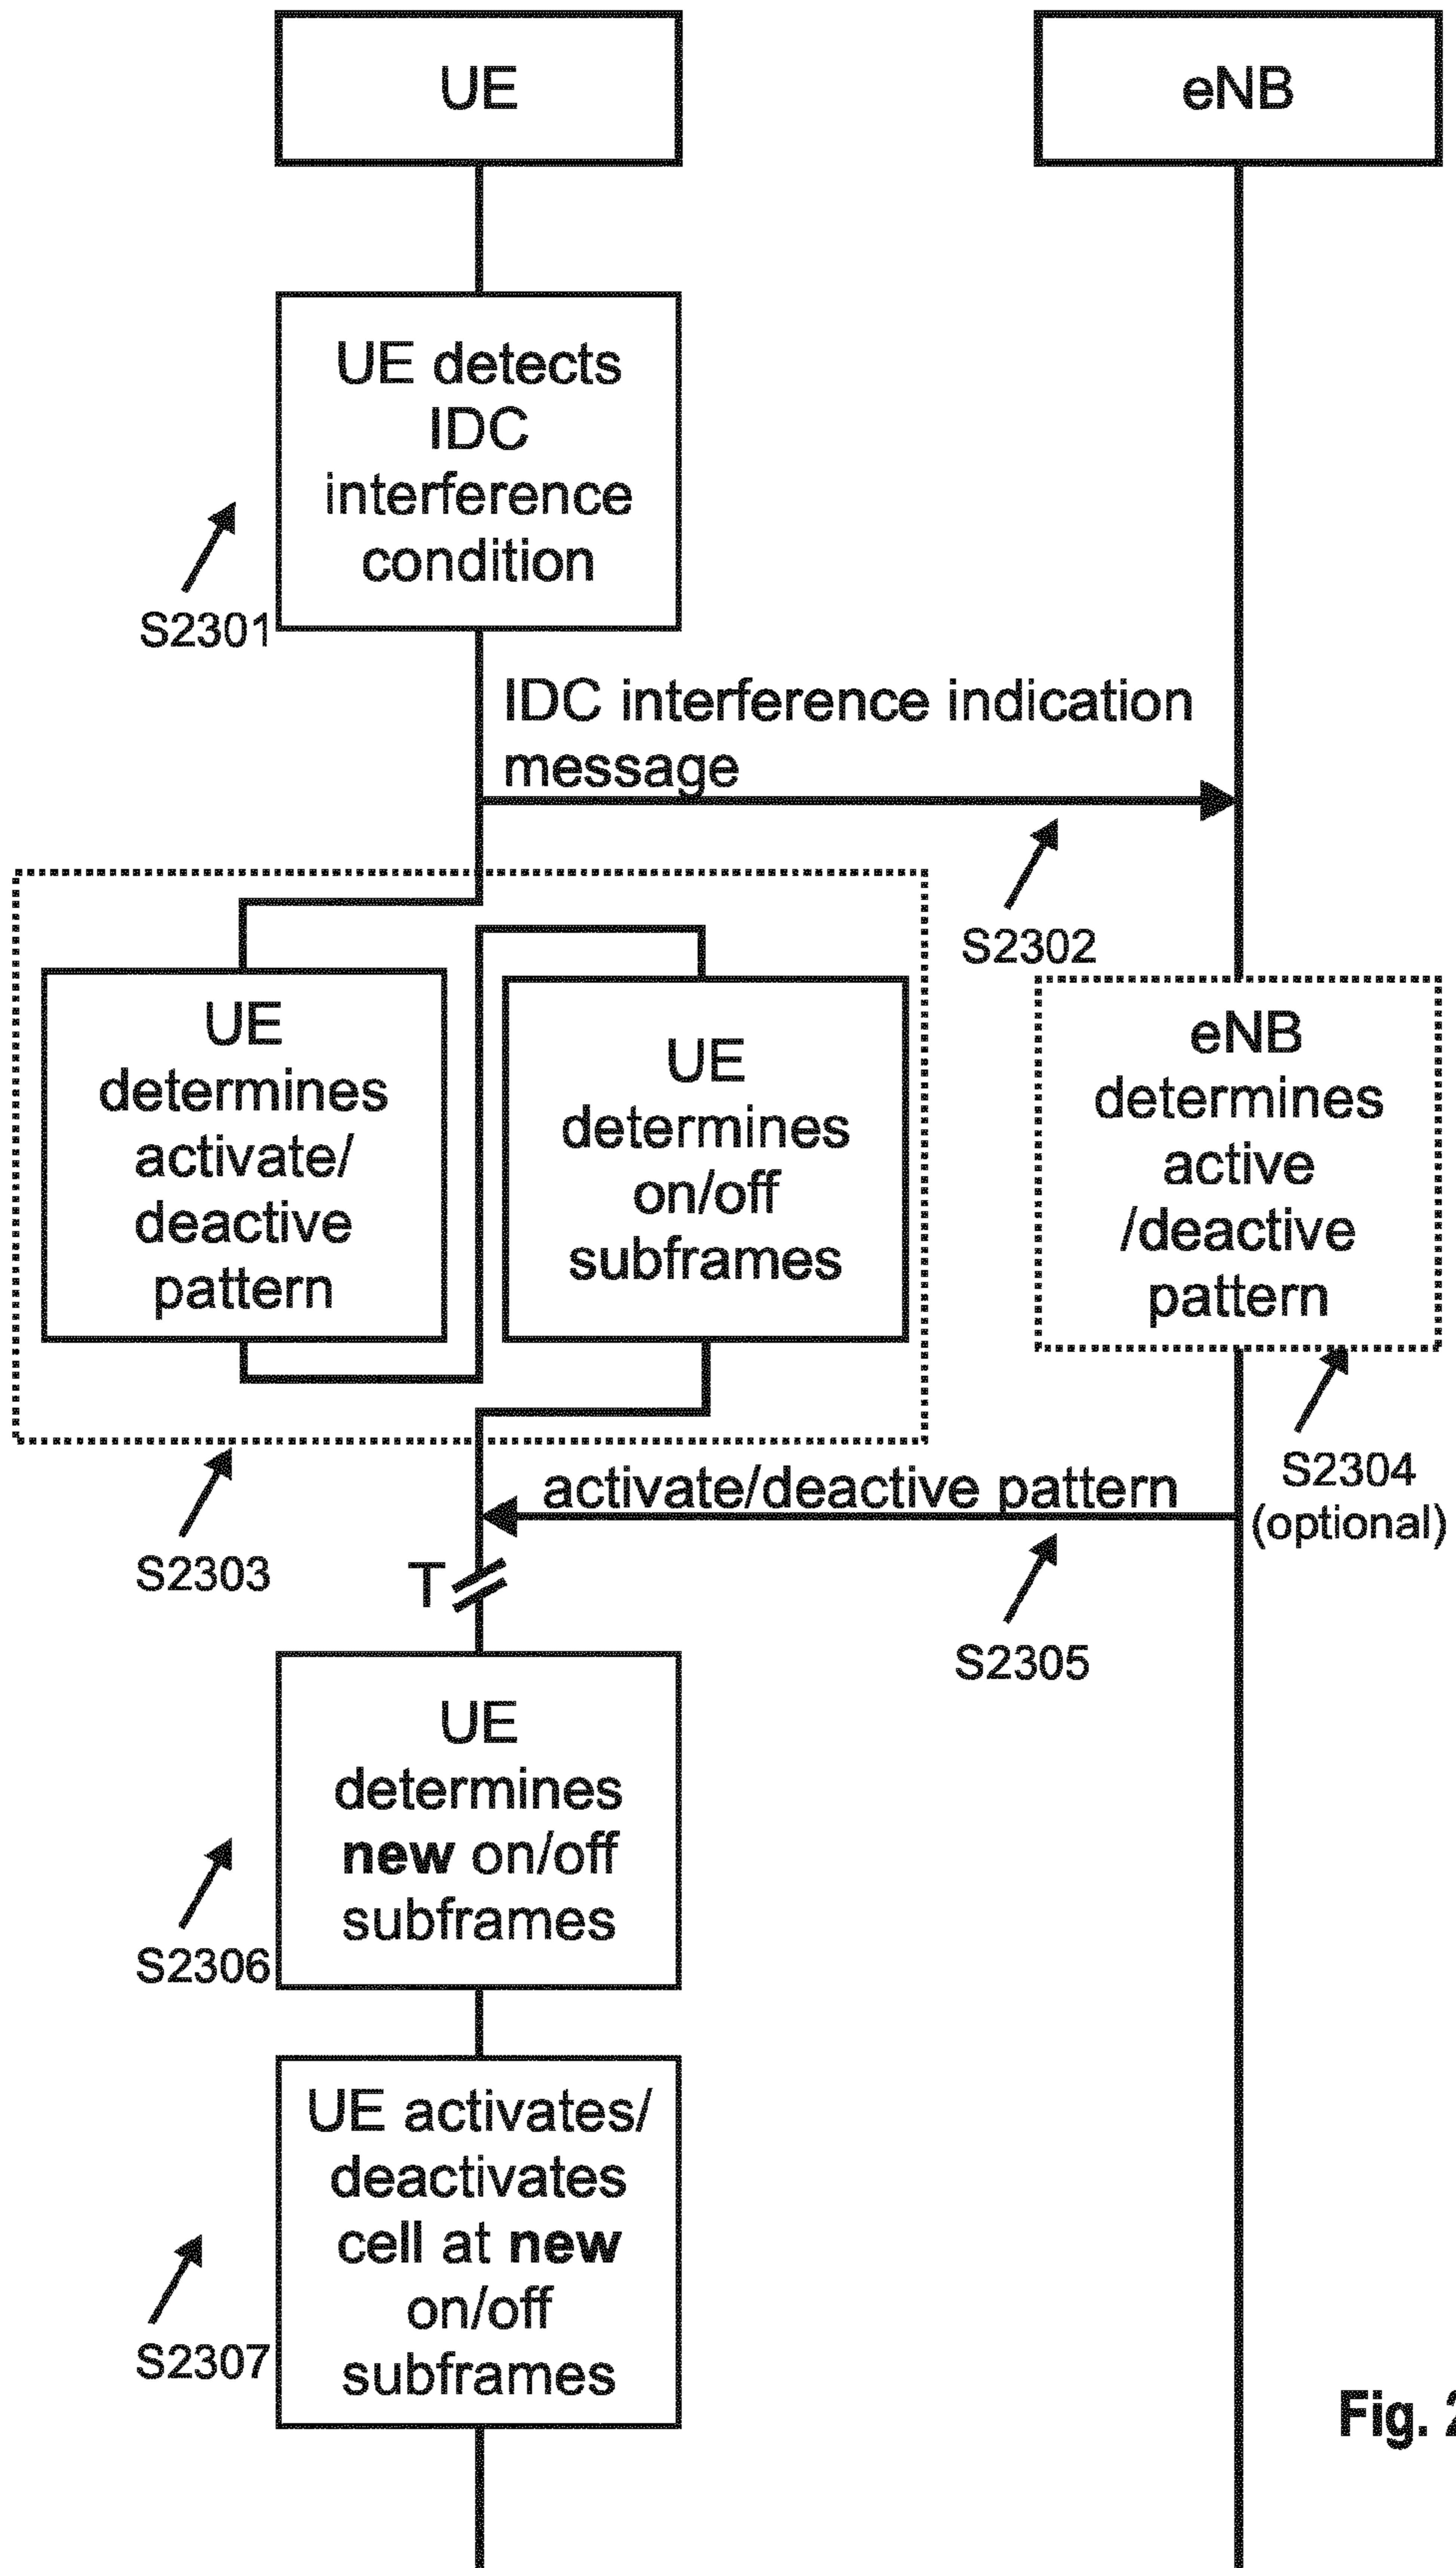 UE
eNB
UE detects
IDC
interference
condition
S2301
IDC interference indication
message
S2302
UE
determines
activate/
deactive
pattern
UE
determines
on/off
subframes
eNB
determines
active
/deactive
pattern
S2303
S2304
(optional)
activate/deactive pattern
T
S2305
UE
determines
new on/off
subframes
S2306
UE activates/
deactivates
cell at new
on/off
subframes
S2307
Fig.